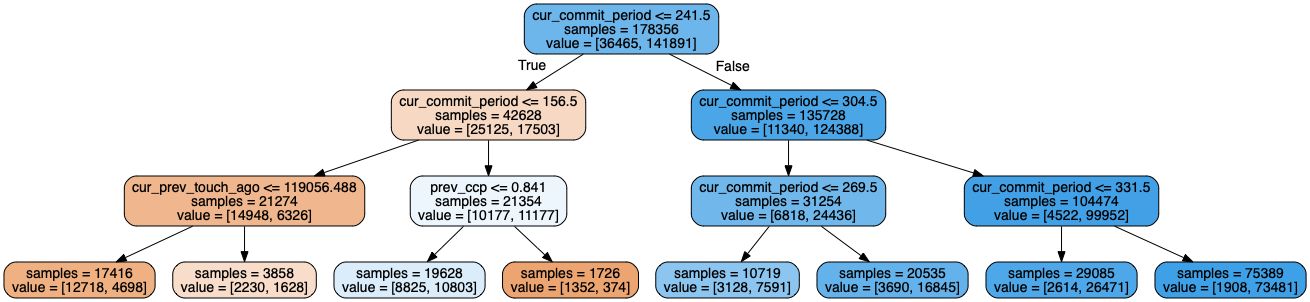 cur_commit_period <= 241.5
samples = 178356
value = [36465, 141891]
True
False
cur_commit_period <= 156.5
samples = 42628
value = [25125, 17503]
cur_commit_period <= 304.5
samples = 135728
value = [11340, 124388]
cur_prev_touch_ago <= 119056.488
samples = 21274
value = [14948, 6326]
prev_ccp <= 0.841
samples = 21354
value = [10177, 11177]
cur_commit_period <= 269.5
samples = 31254
value = [6818, 24436]
cur_commit_period <= 331.5
samples = 104474
value = [4522, 99952]
samples = 17416
value = [12718, 4698]
samples = 3858
value = [2230, 1628]
samples = 19628
value = [8825, 10803]
samples = 1726
value = [1352, 374]
samples = 10719
value = [3128, 7591]
samples = 20535
value = [3690, 16845]
samples = 29085
value = [2614, 26471]
samples = 75389
value = [1908, 73481]